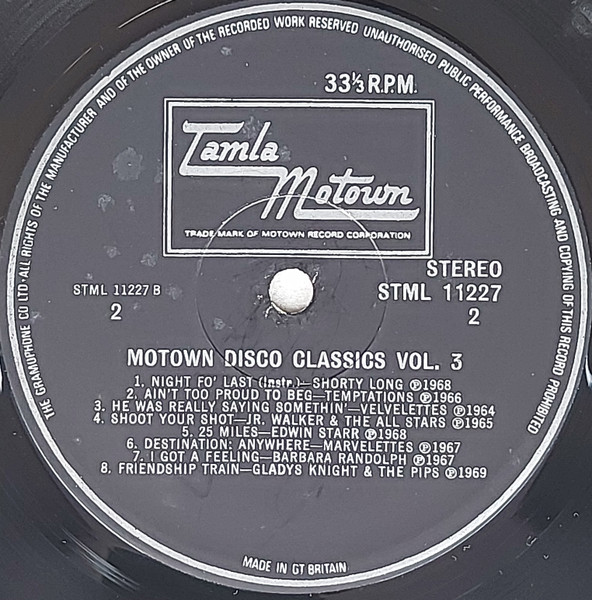 THE GRAMOPHONE CO LTD-ALL RIGHTS OF THE MANUFACTURER AND OF THE OWNER OF THE RECORDED WORK RESERVED UNAUTHORISED PUBLIC PERFORMANCE BROADCASTING AND COPYING OF THIS RECORD PROHIBITED
33⅓ R.P.M.
Tamla
Motown
TRADE MARK OF MOTOWN RECORD CORPORATION
STEREO
STML 11227 B
STML 11227
2
2
MOTOWN DISCO CLASSICS VOL. 3
1. NIGHT FO' LAST (Instr.)—SHORTY LONG ℗1968
2. AIN'T TOO PROUD TO BEG—TEMPTATIONS ℗1966
3. HE WAS REALLY SAYING SOMETHIN'—VELVELETTES ℗1964
4. SHOOT YOUR SHOT—JR. WALKER & THE ALL STARS ℗1965
5. 25 MILES—EDWIN STARR ℗1968
6. DESTINATION: ANYWHERE—MARVELETTES ℗1967
7. I GOT A FEELING—BARBARA RANDOLPH ℗1967
8. FRIENDSHIP TRAIN—GLADYS KNIGHT & THE PIPS ℗1969
MADE IN GT BRITAIN